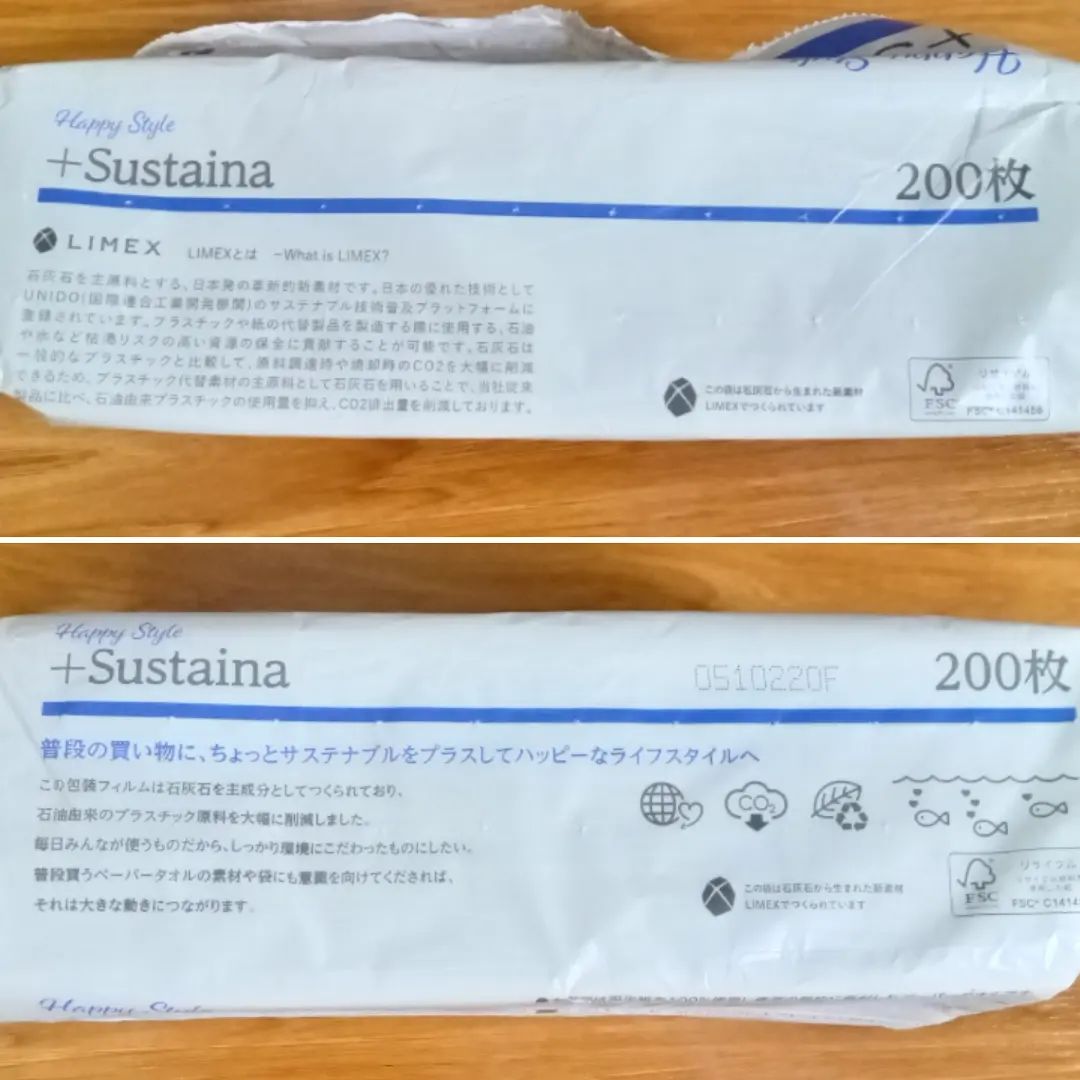 Happy Style
Happy Style
+Sustaina
200枚
LIMEX LIMEXとは -What is LIMEX?
石灰石を主原料とする、日本発の革新的新素材です。日本の優れた技術として
UNIDO(国際連合工業開発機関)のサステナブル技術普及プラットフォームに
登録されています。プラスチックや紙の代替製品を製造する際に使用する、石油
や水など枯渇リスクの高い資源の保全に貢献することが可能です。石灰石は
一般的なプラスチックと比較して、原料調達時や焼却時のCO2を大幅に削減
できるため、プラスチック代替素材の主原料として石灰石を用いることで、当社従来
製品に比べ、石油由来プラスチックの使用量を抑え、CO2排出量を削減しております。
この袋は石灰石から生まれた新素材
LIMEXでつくられています
リサイクル
FSC
FSC® C141456
Happy Style
+Sustaina
0510220F
200枚
普段の買い物に、ちょっとサステナブルをプラスしてハッピーなライフスタイルへ
この包装フィルムは石灰石を主成分としてつくられており、
石油由来のプラスチック原料を大幅に削減しました。
毎日みんなが使うものだから、しっかり環境にこだわったものにしたい。
普段買うペーパータオルの素材や袋にも意識を向けてくだされば、
それは大きな動きにつながります。
CO2
この袋は石灰石から生まれた新素材
LIMEXでつくられています
リサイクル
FSC
FSC® C1414
Happy Style